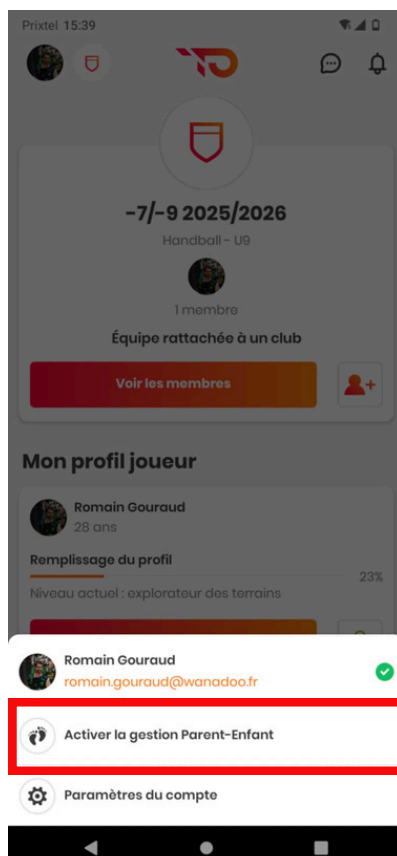 Prixtel 15:39
-7/-9 2025/2026
Handball - U9
1 membre
Équipe rattachée à un club
Voir les membres
Mon profil joueur
Romain Gouraud
28 ans
Remplissage du profil
23%
Niveau actuel : explorateur des terrains
Romain Gouraud
romain.gouraud@wanadoo.fr
Activer la gestion Parent-Enfant
Paramètres du compte